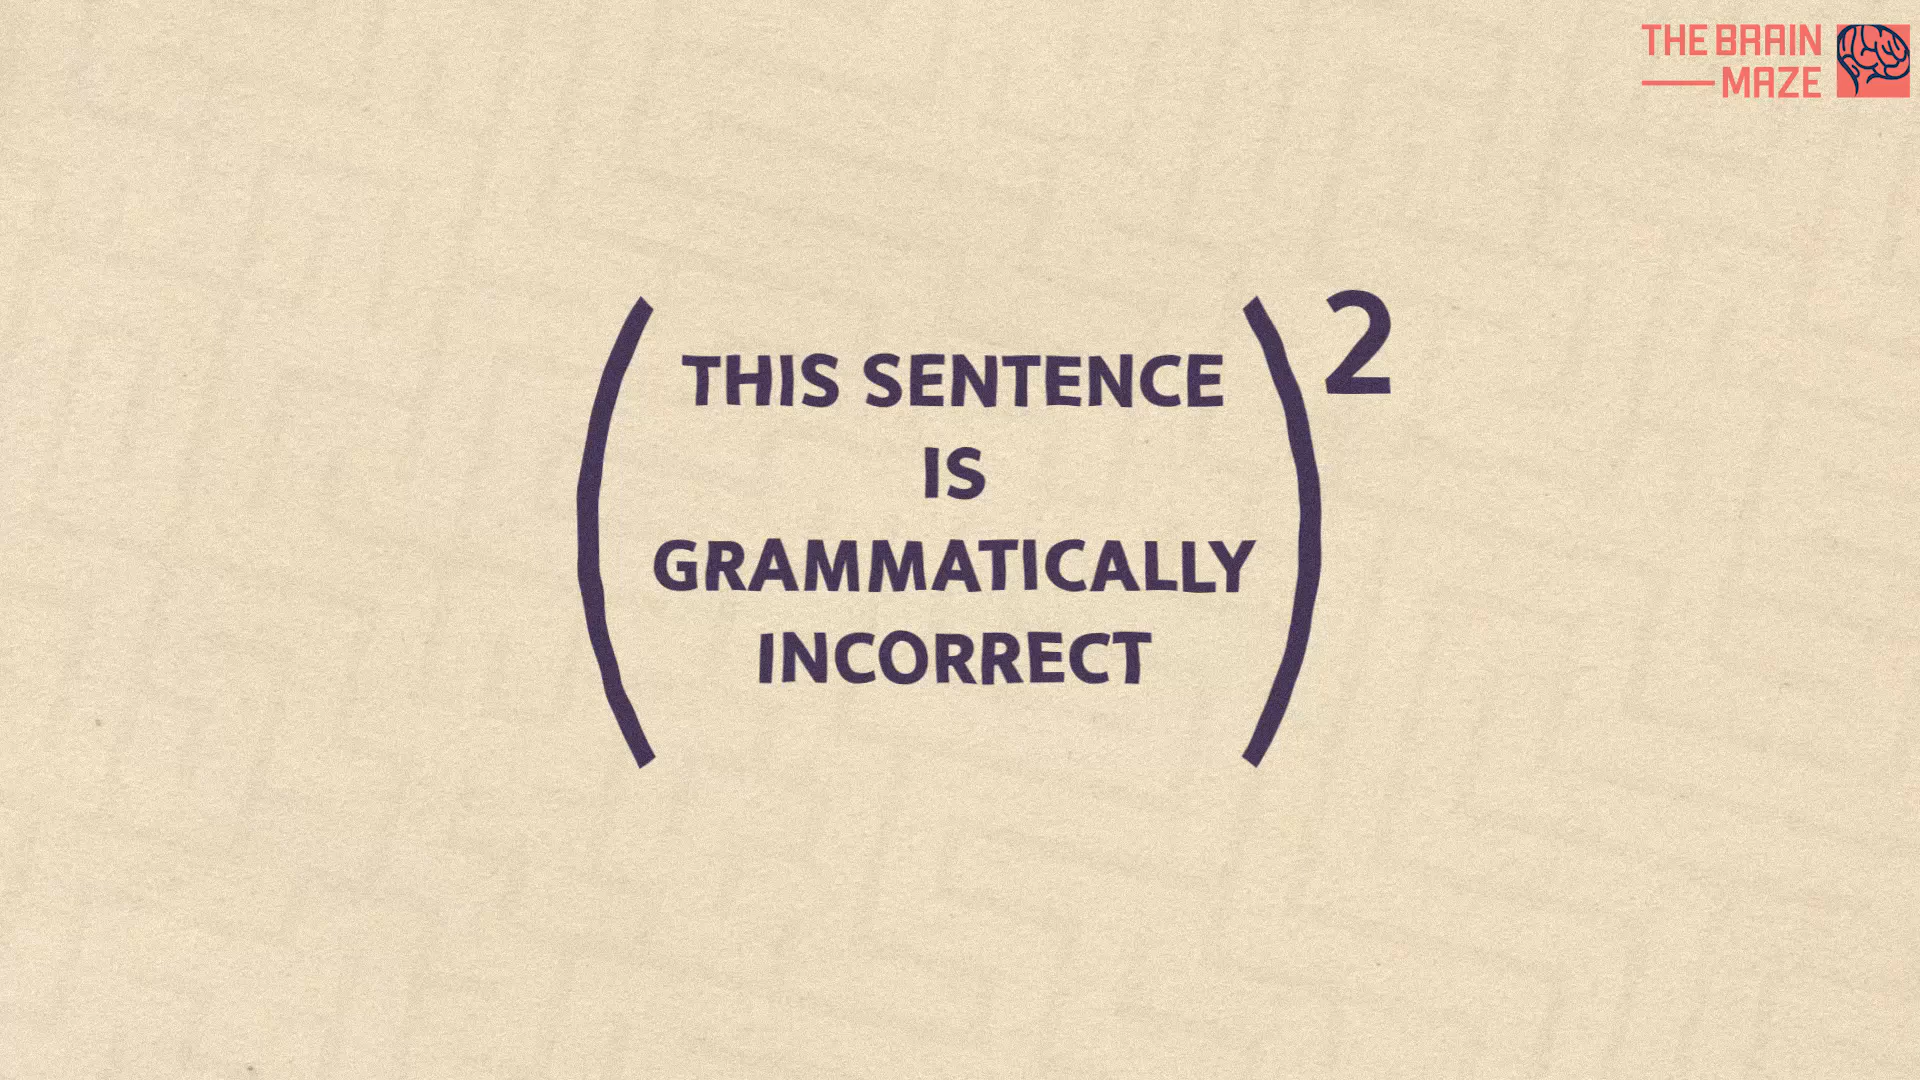 THE BRAIN
MAZE
(THIS SENTENCE
IS
GRAMMATICALLY
INCORRECT)²